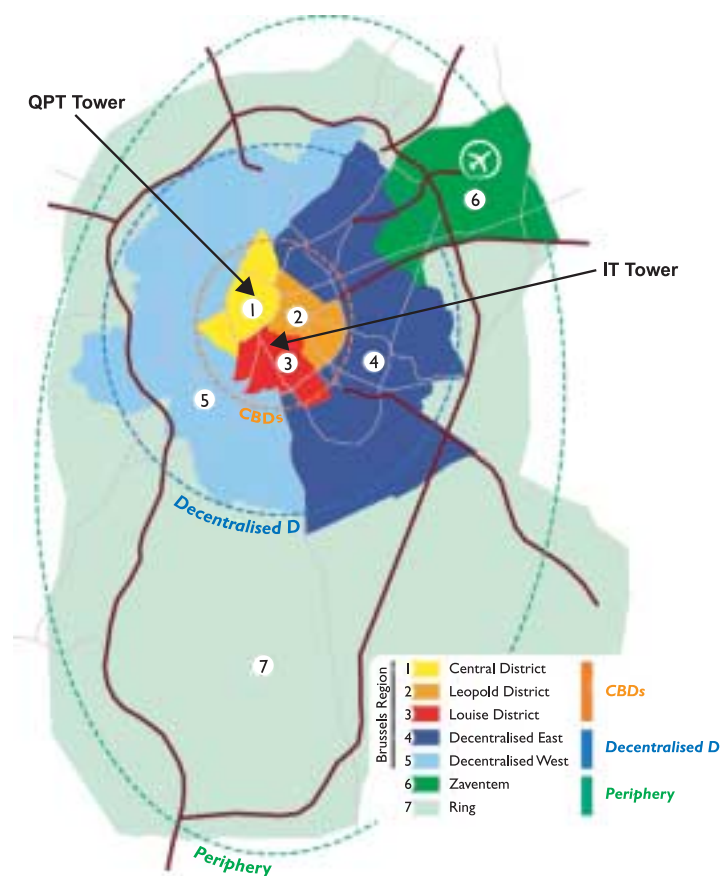 QPT Tower
6
IT Tower
1
2
3
4
5
CBDs
Decentralised D
7
Brussels Region
1 Central District
2 Leopold District
3 Louise District
CBDs
4 Decentralised East
5 Decentralised West
Decentralised D
6 Zaventem
7 Ring
Periphery
Periphery